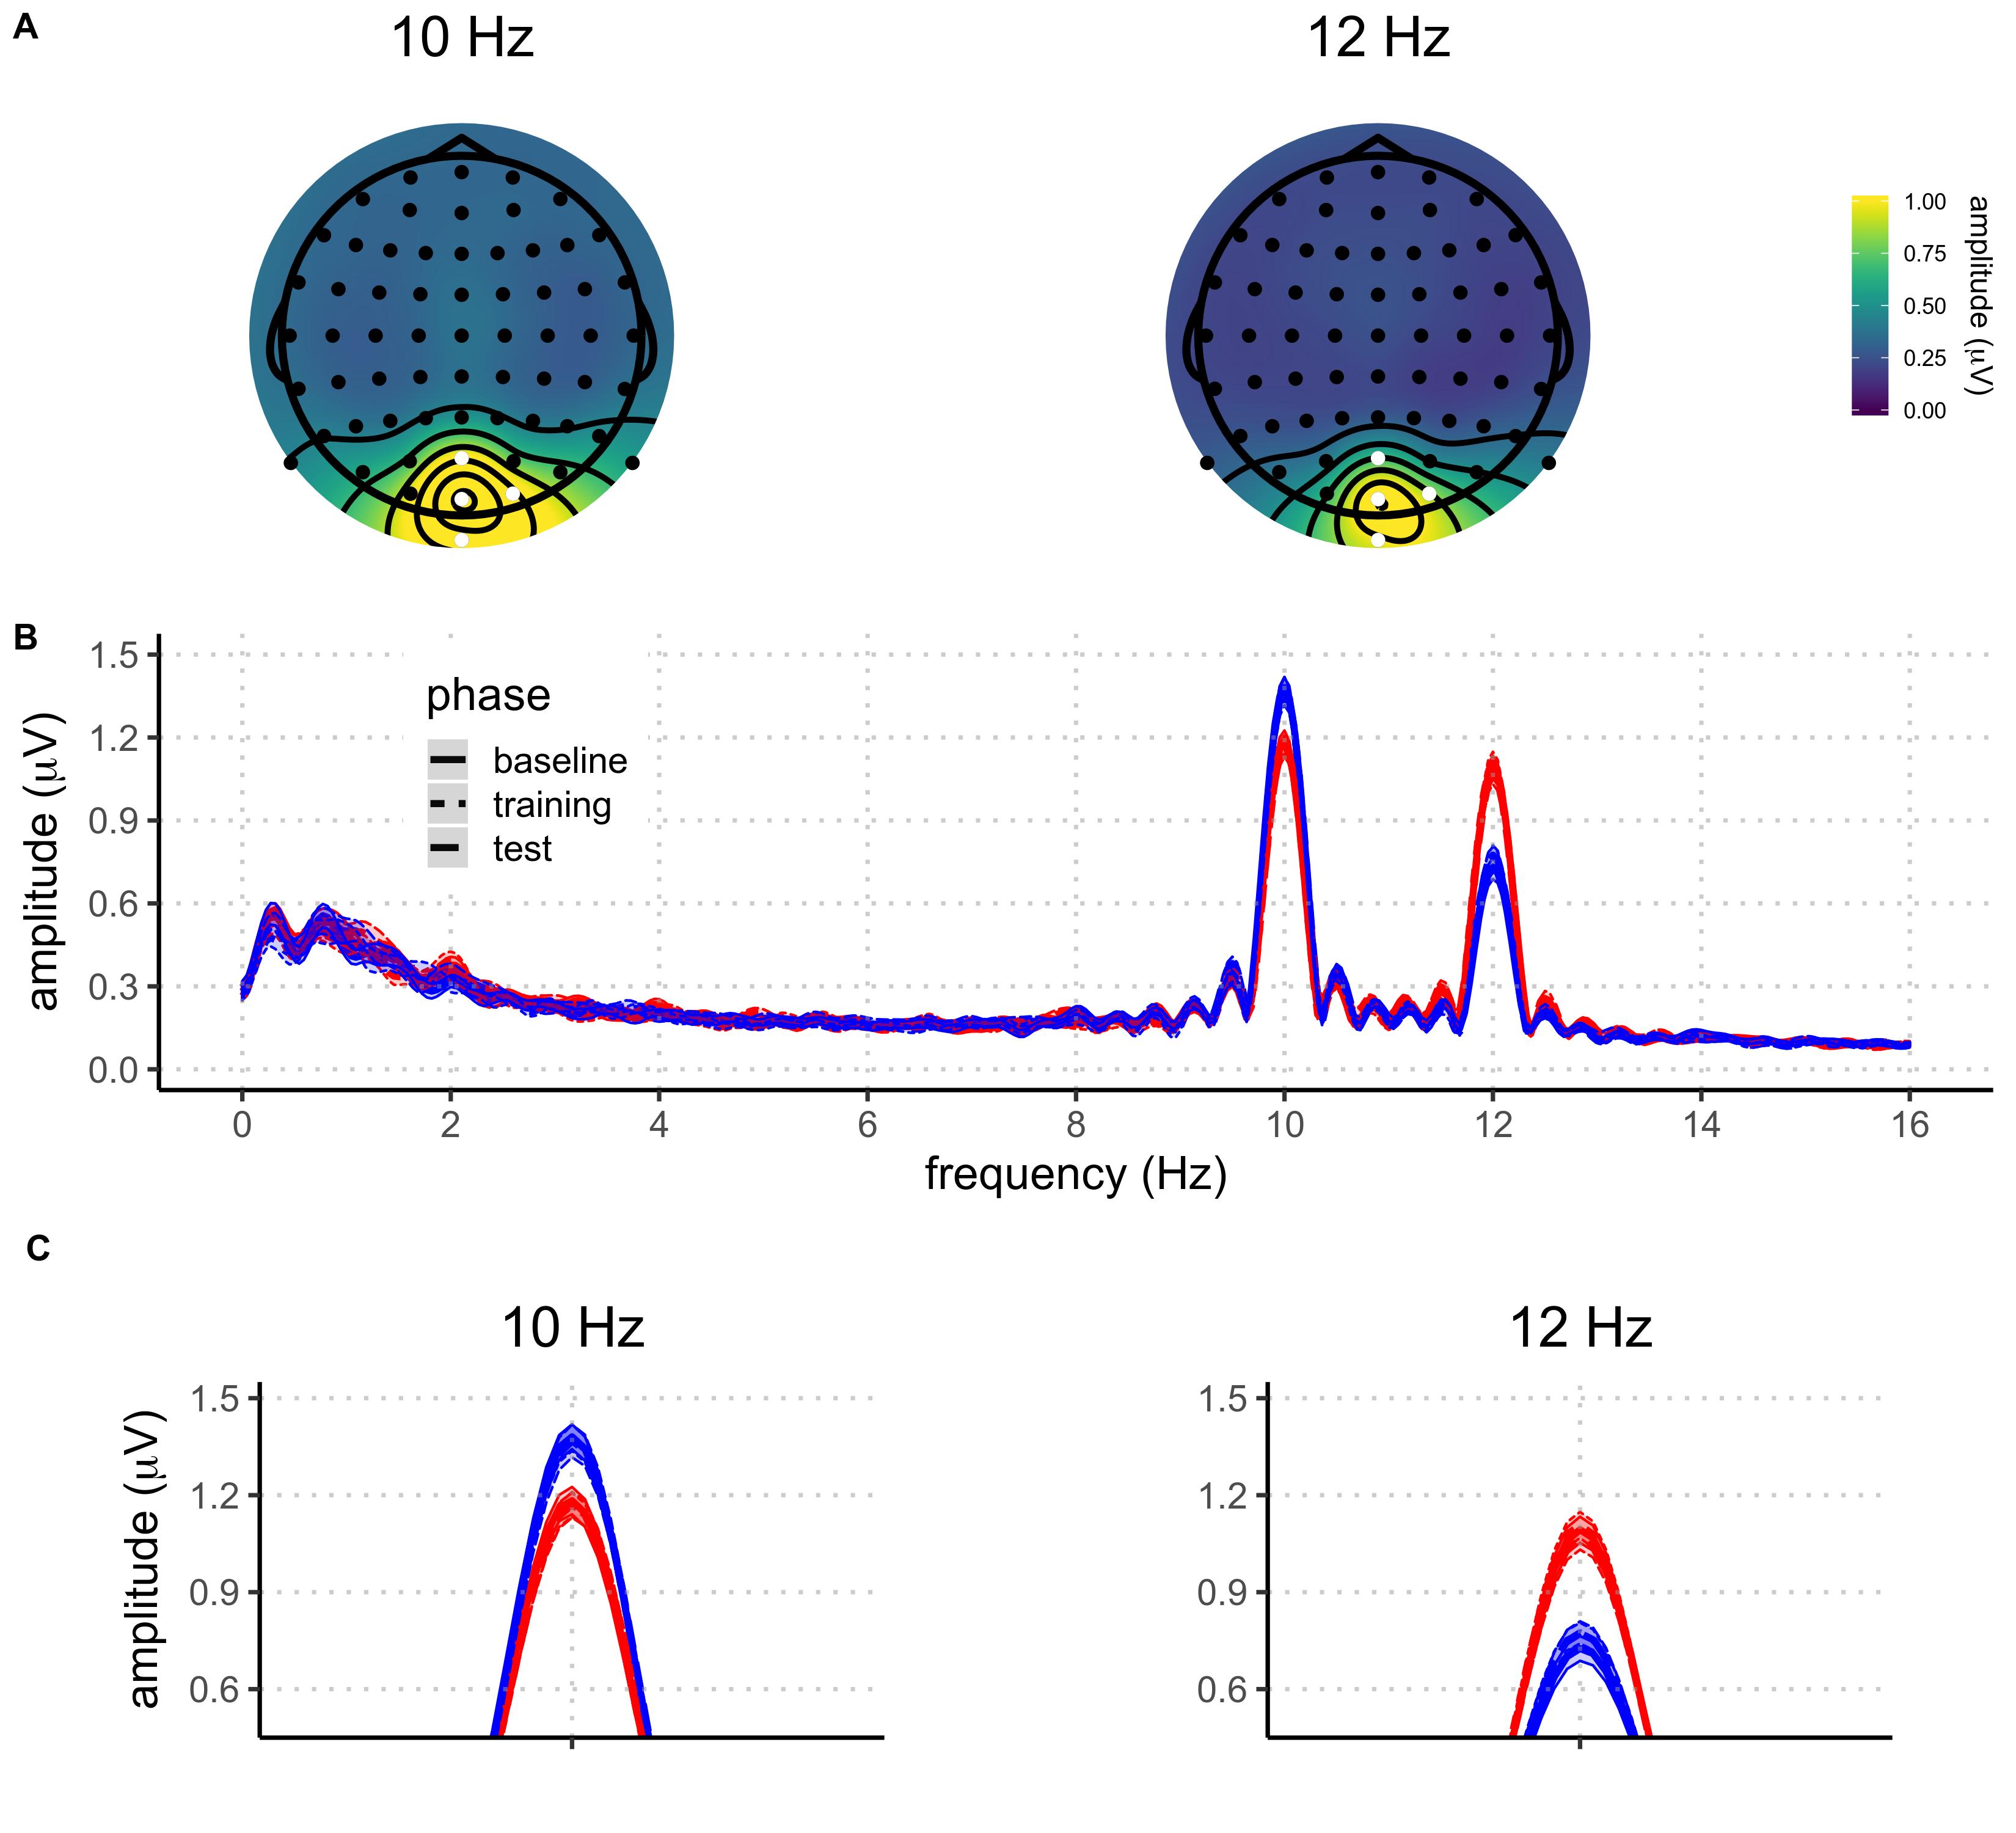 A
10 Hz
12 Hz
1.00
0.75
0.50
0.25
0.00
amplitude (μV)
B
1.5
1.2
0.9
0.6
0.3
0.0
amplitude (μV)
phase
baseline
training
test
0 2 4 6 8 10 12 14 16
frequency (Hz)
C
10 Hz
12 Hz
1.5
1.2
0.9
0.6
amplitude (μV)
1.5
1.2
0.9
0.6